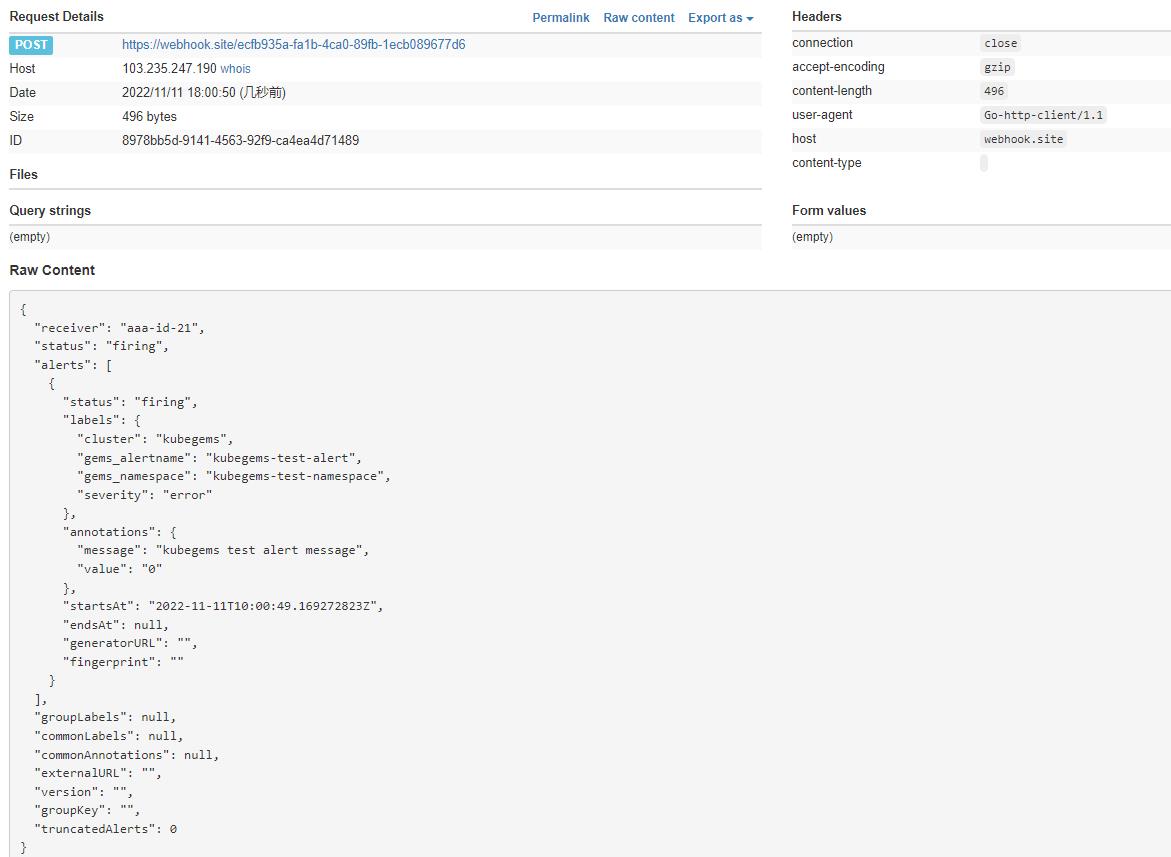 Request Details Permalink Raw content Export as
POST https://webhook.site/ecfb935a-fa1b-4ca0-89fb-1ecb089677d6
Host 103.235.247.190 whois
Date 2022/11/11 18:00:50 (几秒前)
Size 496 bytes
ID 8978bb5d-9141-4563-92f9-ca4ea4d71489
Files
Query strings
(empty)
Headers
connection close
accept-encoding gzip
content-length 496
user-agent Go-http-client/1.1
host webhook.site
content-type
Form values
(empty)
Raw Content
{
  "receiver": "aaa-id-21",
  "status": "firing",
  "alerts": [
    {
      "status": "firing",
      "labels": {
        "cluster": "kubegems",
        "gems_alertname": "kubegems-test-alert",
        "gems_namespace": "kubegems-test-namespace",
        "severity": "error"
      },
      "annotations": {
        "message": "kubegems test alert message",
        "value": "0"
      },
      "startsAt": "2022-11-11T10:00:49.169272823Z",
      "endsAt": null,
      "generatorURL": "",
      "fingerprint": ""
    }
  ],
  "groupLabels": null,
  "commonLabels": null,
  "commonAnnotations": null,
  "externalURL": "",
  "version": "",
  "groupKey": "",
  "truncatedAlerts": 0
}